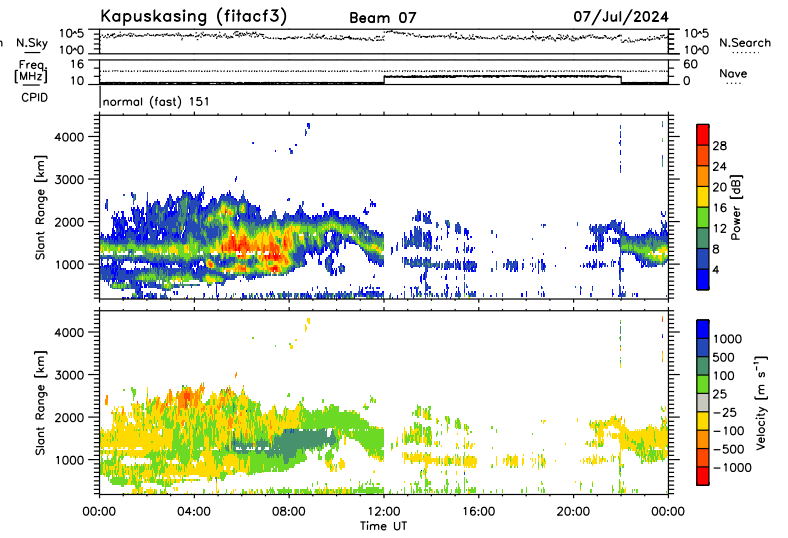 Kapuskasing (fitacf3) Beam 07 07/Jul/2024
N.Sky 10^5 10^0 10^5 10^0 N.Search
Freq. [MHz] 16 10 60 0 Nave
CPID normal (fast) 151
4000
3000
2000
1000
Slant Range [km]
28
24
20
16
12
8
4
Power [dB]
4000
3000
2000
1000
Slant Range [km]
1000
500
100
25
-25
-100
-500
-1000
Velocity [m s⁻¹]
00:00 04:00 08:00 12:00 16:00 20:00 00:00
Time UT